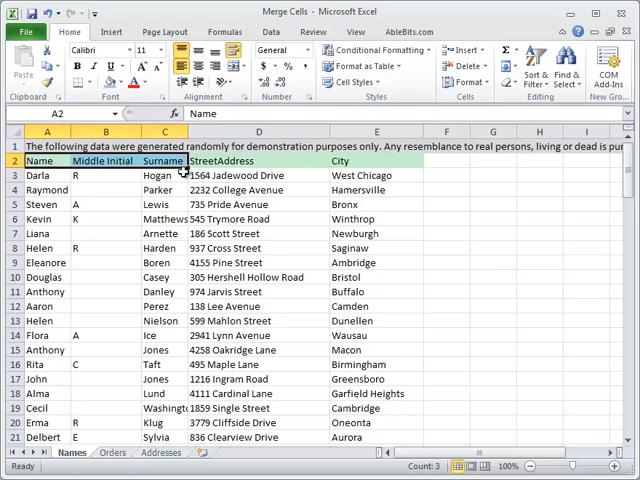 Merge Cells - Microsoft Excel
File Home Insert Page Layout Formulas Data Review View AbleBits.com
Calibri 11 General Conditional Formatting Insert Σ
Paste B I U A A $ % , Format as Table Delete Sort & Filter Find & Select COM Add-ins
Cell Styles Format
Clipboard Font Alignment Number Styles Cells Editing
A2 fx Name
A B C D E F G H I
1 The following data were generated randomly for demonstration purposes only. Any resemblance to real persons, living or dead is pur
2 Name Middle Initial Surname StreetAddress City
3 Darla R Hogan 1564 Jadewood Drive West Chicago
4 Raymond Parker 2232 College Avenue Hamersville
5 Steven A Lewis 735 Pride Avenue Bronx
6 Kevin K Matthews 545 Trymore Road Winthrop
7 Liana Arnette 186 Scott Street Newburgh
8 Helen R Harden 937 Cross Street Saginaw
9 Eleanore Boren 4155 Pine Street Ambridge
10 Douglas Casey 305 Hershell Hollow Road Bristol
11 Anthony Danley 974 Jarvis Street Buffalo
12 Aaron Perez 138 Lee Avenue Camden
13 Helen Nielson 599 Mahlon Street Dunellen
14 Flora A Ice 2941 Lynn Avenue Wausau
15 Anthony Jones 4258 Oakridge Lane Macon
16 Rita C Taft 495 Maple Lane Birmingham
17 John Jones 1216 Ingram Road Greensboro
18 Alma Lund 4111 Cardinal Lane Garfield Heights
19 Cecil Washingt 1859 Single Street Cambridge
20 Erma R Klug 3779 Cliffside Drive Oneonta
21 Delbert E Sylvia 836 Clearview Drive Aurora
Names Orders Addresses
Ready Count: 3 100%